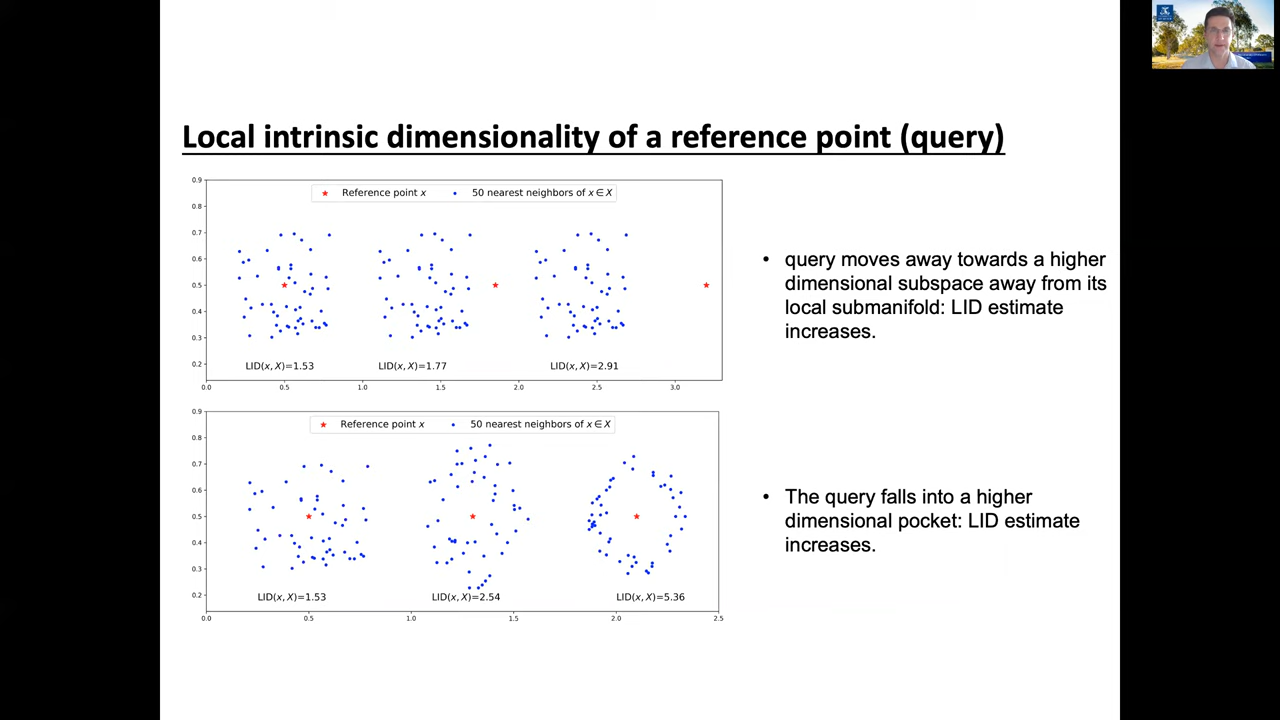 Local intrinsic dimensionality of a reference point (query)
0.9
0.8
0.7
0.6
0.5
0.4
0.3
0.2
Reference point x
50 nearest neighbors of x ∈ X
LID(x, X)=1.53
LID(x, X)=1.77
LID(x, X)=2.91
0.0
0.5
1.0
1.5
2.0
2.5
3.0
• query moves away towards a higher
dimensional subspace away from its
local submanifold: LID estimate
increases.
0.9
0.8
0.7
0.6
0.5
0.4
0.3
0.2
Reference point x
50 nearest neighbors of x ∈ X
LID(x, X)=1.53
LID(x, X)=2.54
LID(x, X)=5.36
0.0
0.5
1.0
1.5
2.0
2.5
• The query falls into a higher
dimensional pocket: LID estimate
increases.